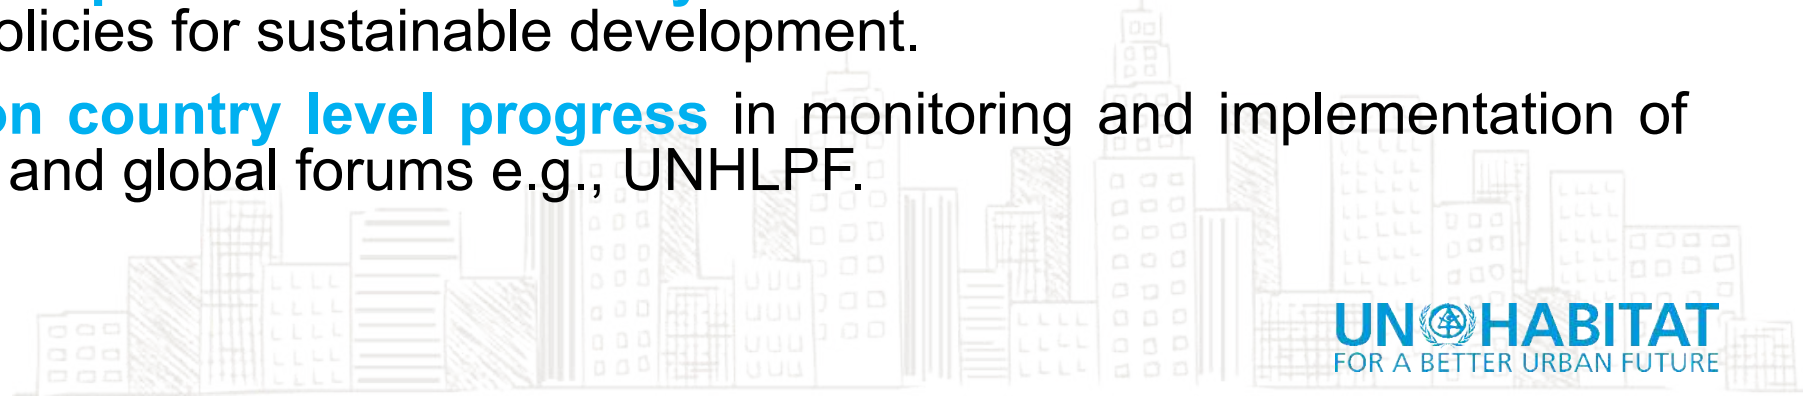 olicies for sustainable development.
on country level progress in monitoring and implementation of
and global forums e.g., UNHLPF.
UN HABITAT
FOR A BETTER URBAN FUTURE